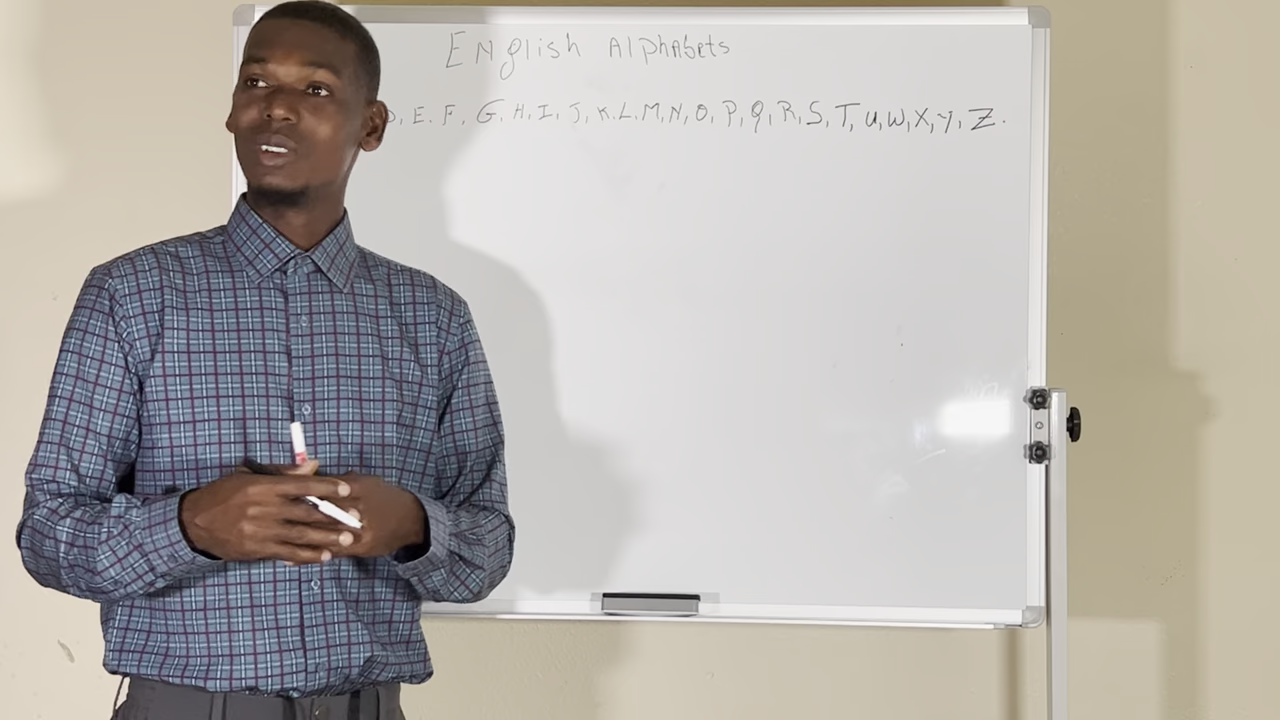 English Alphabets
D, E. F, G, H, I, J, K, L, M, N, O, P, Q, R, S, T, U, W, X, Y, Z.